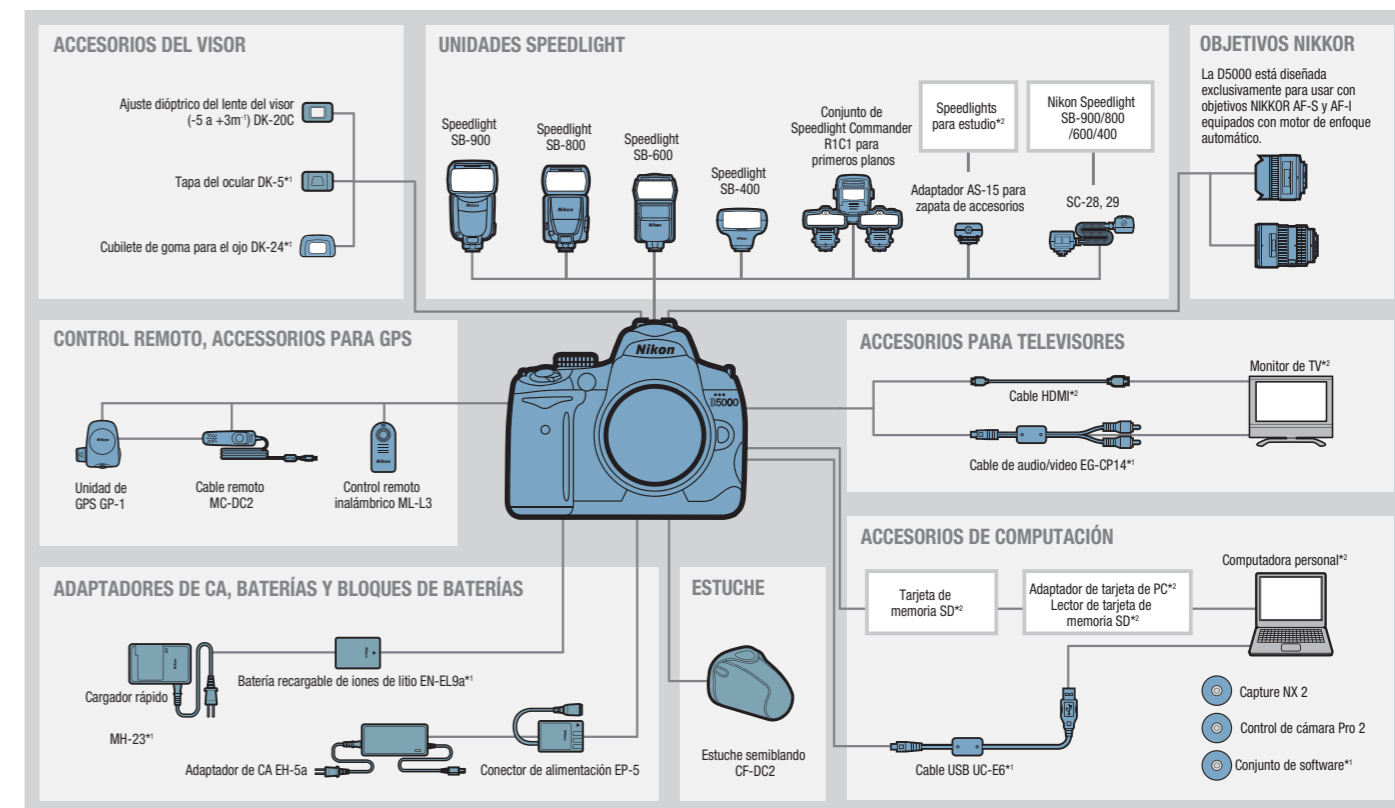 ACCESORIOS DEL VISOR
Ajuste dióptrico del lente del visor
(-5 a +3m⁻¹) DK-20C
Tapa del ocular DK-5*¹
Cubilete de goma para el ojo DK-24*¹
UNIDADES SPEEDLIGHT
Speedlight
SB-900
Speedlight
SB-800
Speedlight
SB-600
Speedlight
SB-400
Conjunto de
Speedlight Commander
R1C1 para
primeros planos
Speedlights
para estudio*²
Adaptador AS-15 para
zapata de accesorios
Nikon Speedlight
SB-900/800
/600/400
SC-28, 29
OBJETIVOS NIKKOR
La D5000 está diseñada
exclusivamente para usar con
objetivos NIKKOR AF-S y AF-I
equipados con motor de enfoque
automático.
CONTROL REMOTO, ACCESSORIOS PARA GPS
Unidad de
GPS GP-1
Cable remoto
MC-DC2
Control remoto
inalámbrico ML-L3
Nikon
D5000
ACCESORIOS PARA TELEVISORES
Cable HDMI*²
Cable de audio/video EG-CP14*¹
Monitor de TV*²
ADAPTADORES DE CA, BATERÍAS Y BLOQUES DE BATERÍAS
Cargador rápido
MH-23*¹
Batería recargable de iones de litio EN-EL9a*¹
Adaptador de CA EH-5a
Conector de alimentación EP-5
ESTUCHE
Estuche semiblando
CF-DC2
ACCESORIOS DE COMPUTACIÓN
Tarjeta de
memoria SD*²
Adaptador de tarjeta de PC*²
Lector de tarjeta de
memoria SD*²
Computadora personal*²
Cable USB UC-E6*¹
Capture NX 2
Control de cámara Pro 2
Conjunto de software*¹